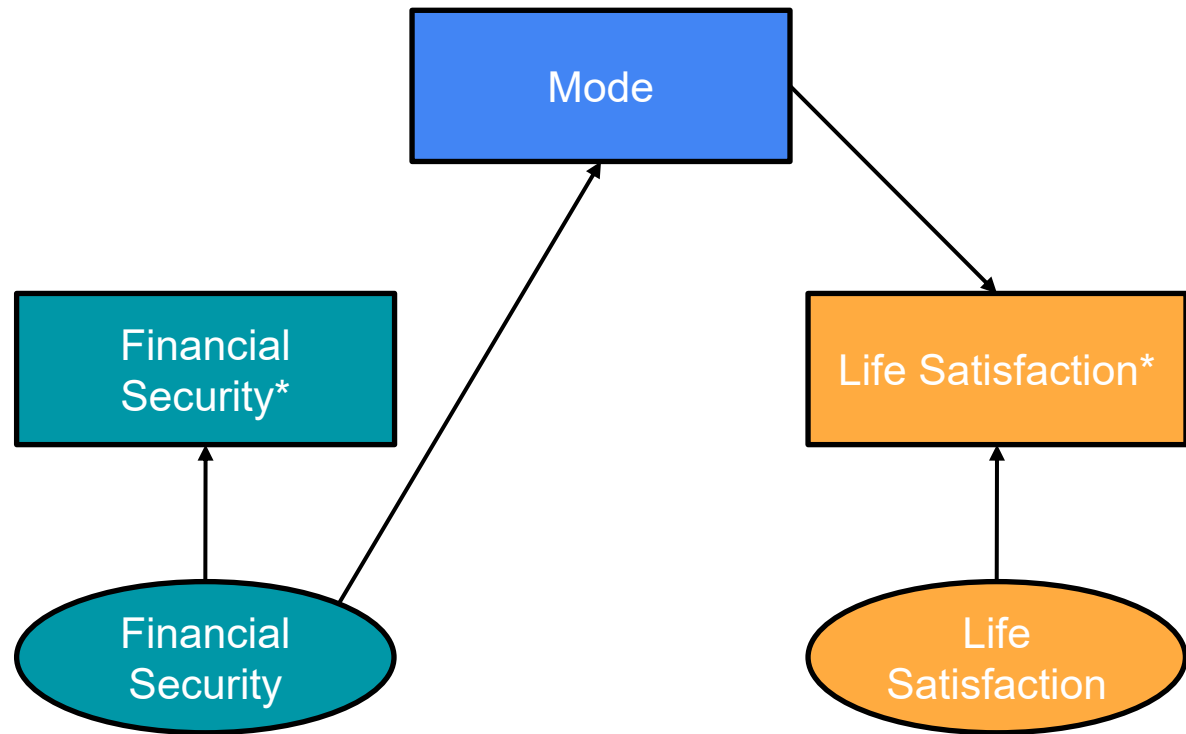 Mode
Financial
Security*
Life Satisfaction*
Financial
Security
Life
Satisfaction